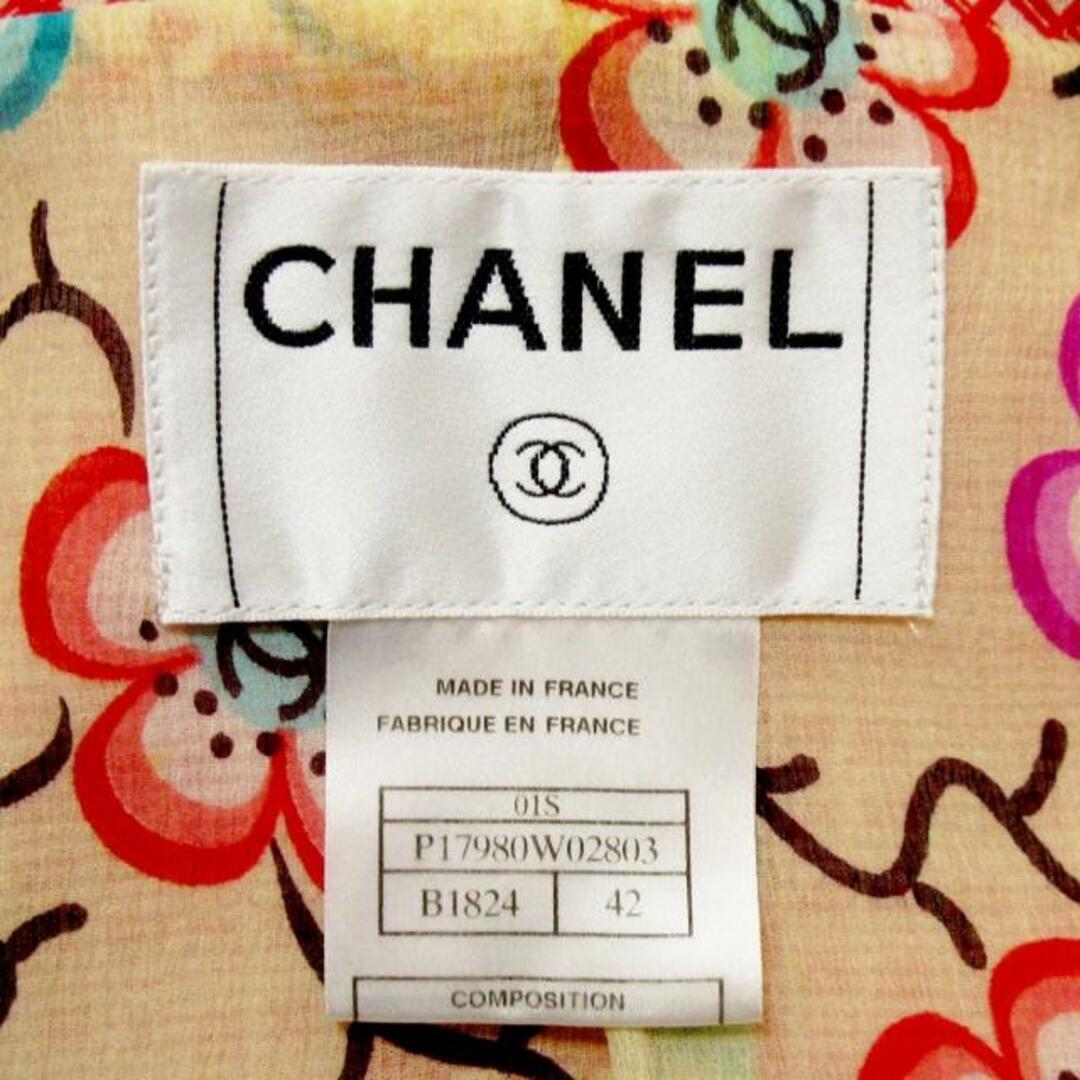 CHANEL
MADE IN FRANCE
FABRIQUE EN FRANCE
01S
P17980W02803
B1824 42
COMPOSITION